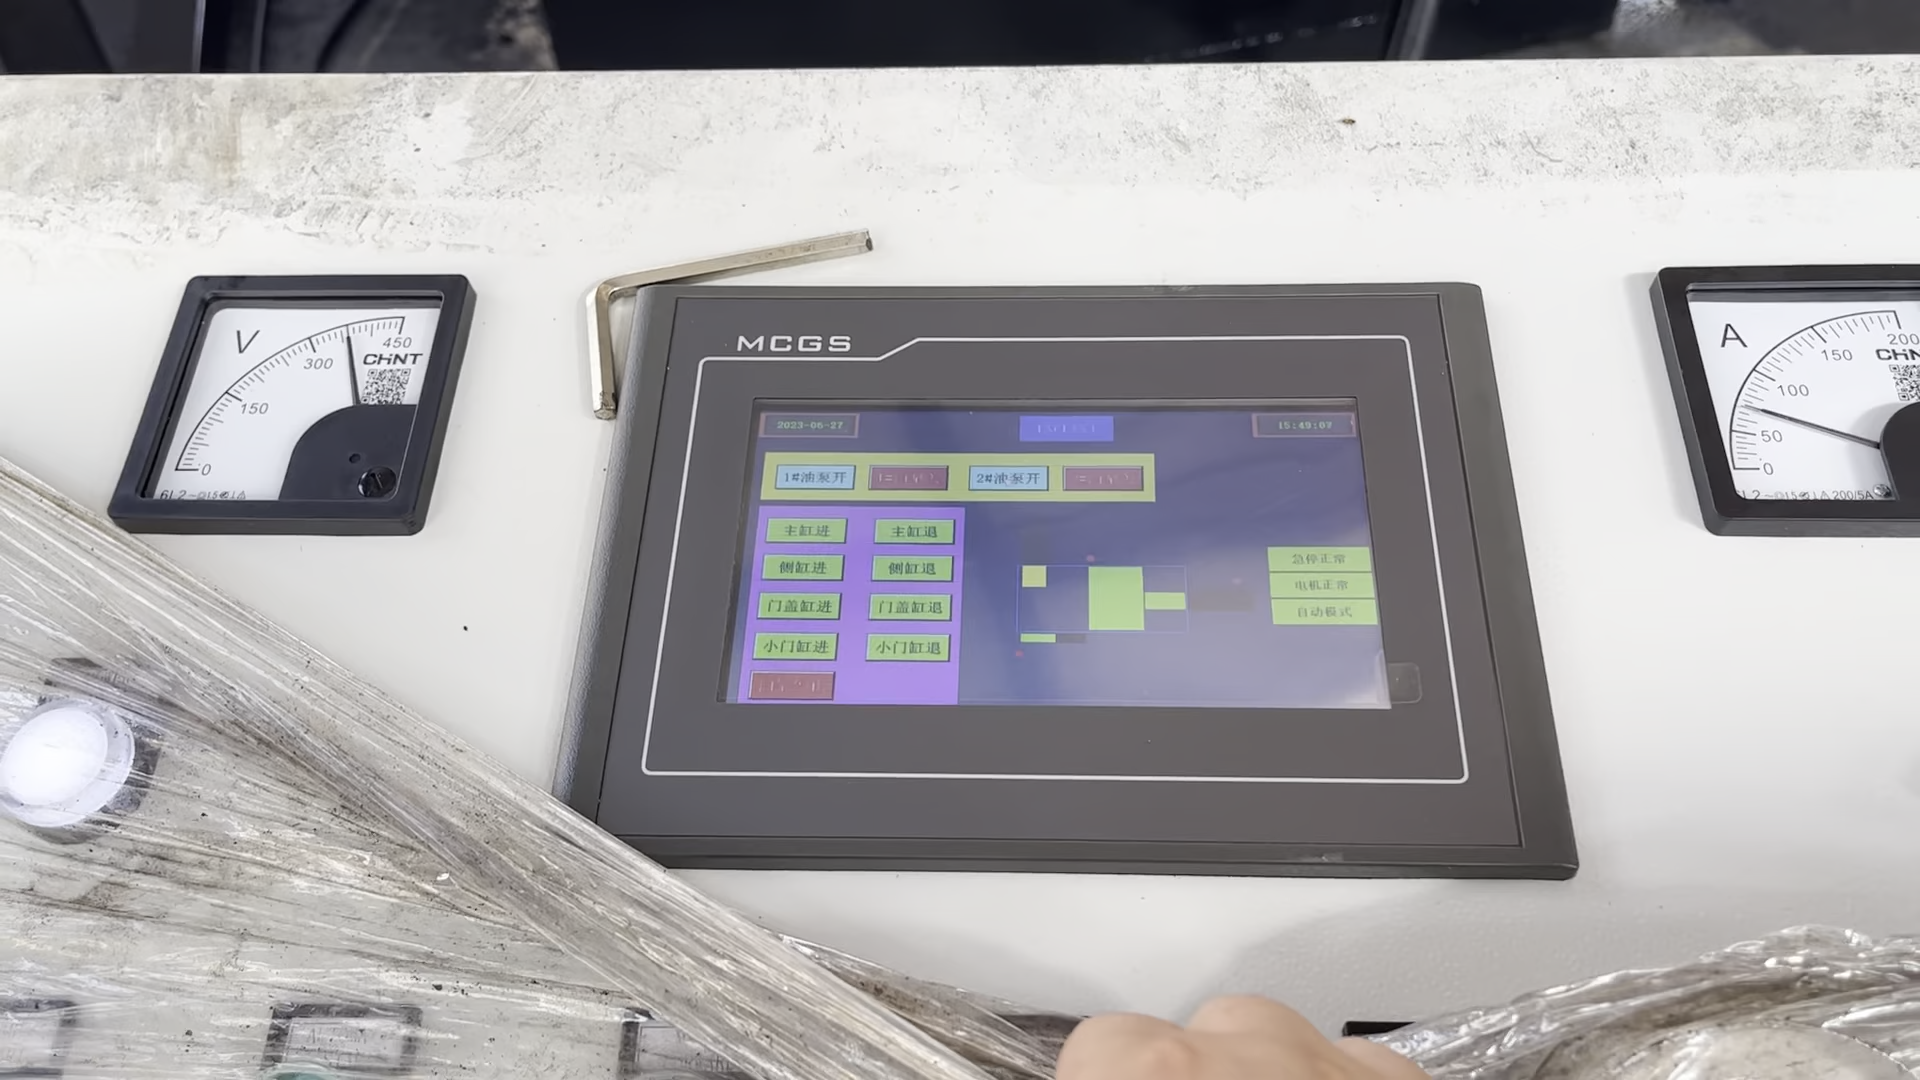 MCGS
V
0
150
300
450
CHNT
A
0
50
100
150
200
200/5A
2023-06-27
15:49:07
1#油泵开
2#油泵开
主缸进
主缸退
侧缸进
侧缸退
门盖缸进
门盖缸退
小门缸进
小门缸退
急停正常
电机正常
自动模式